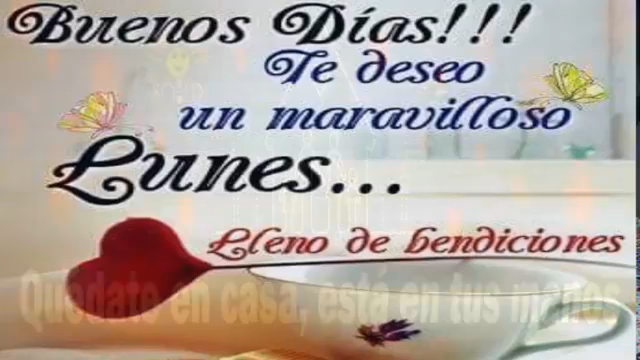 Buenos Días!!!
Te deseo
un maravilloso
Lunes...
Lleno de bendiciones
Quedate en casa, está en tus manos